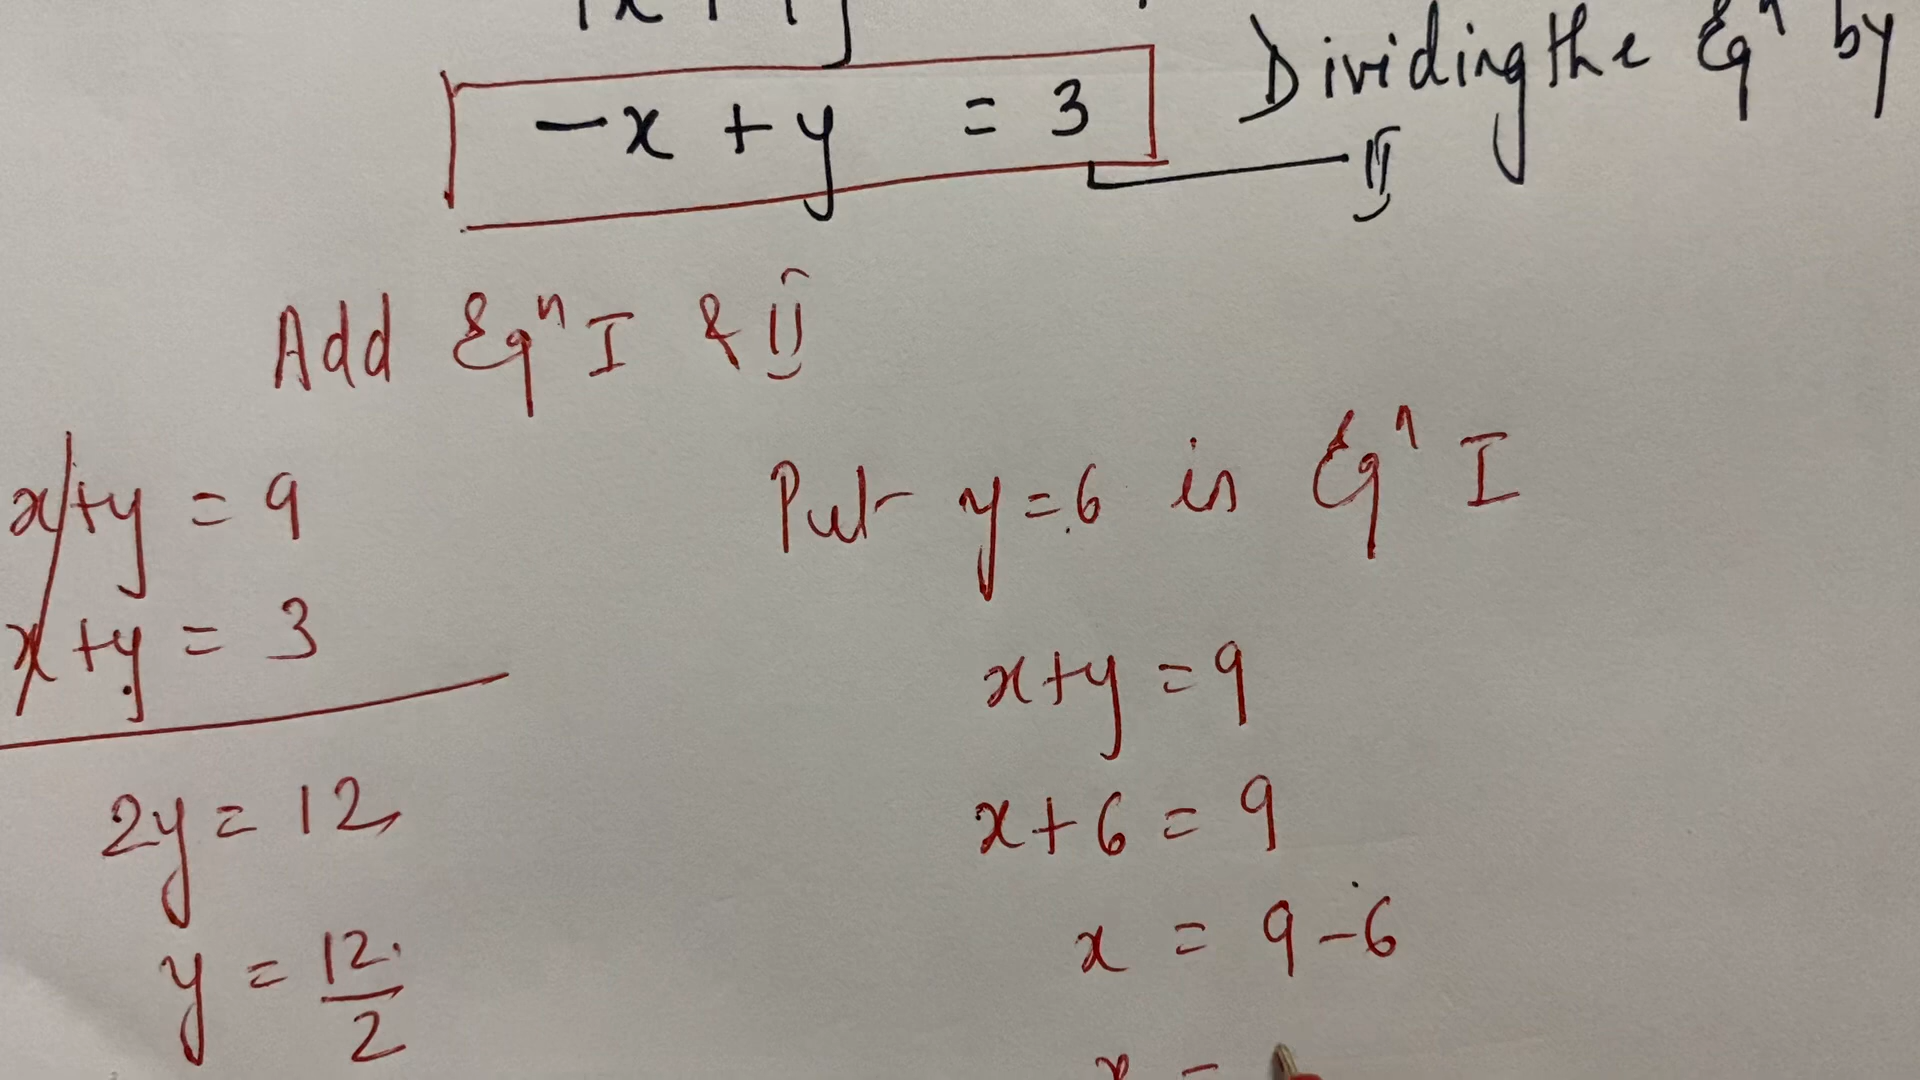 -x + y = 3
Dividing the Eqⁿ by
II
Add Eqⁿ I & II
x+y = 9
x+y = 3
2y = 12
y = 12/2
Put y = 6 in Eqⁿ I
x+y = 9
x+6 = 9
x = 9-6
x =